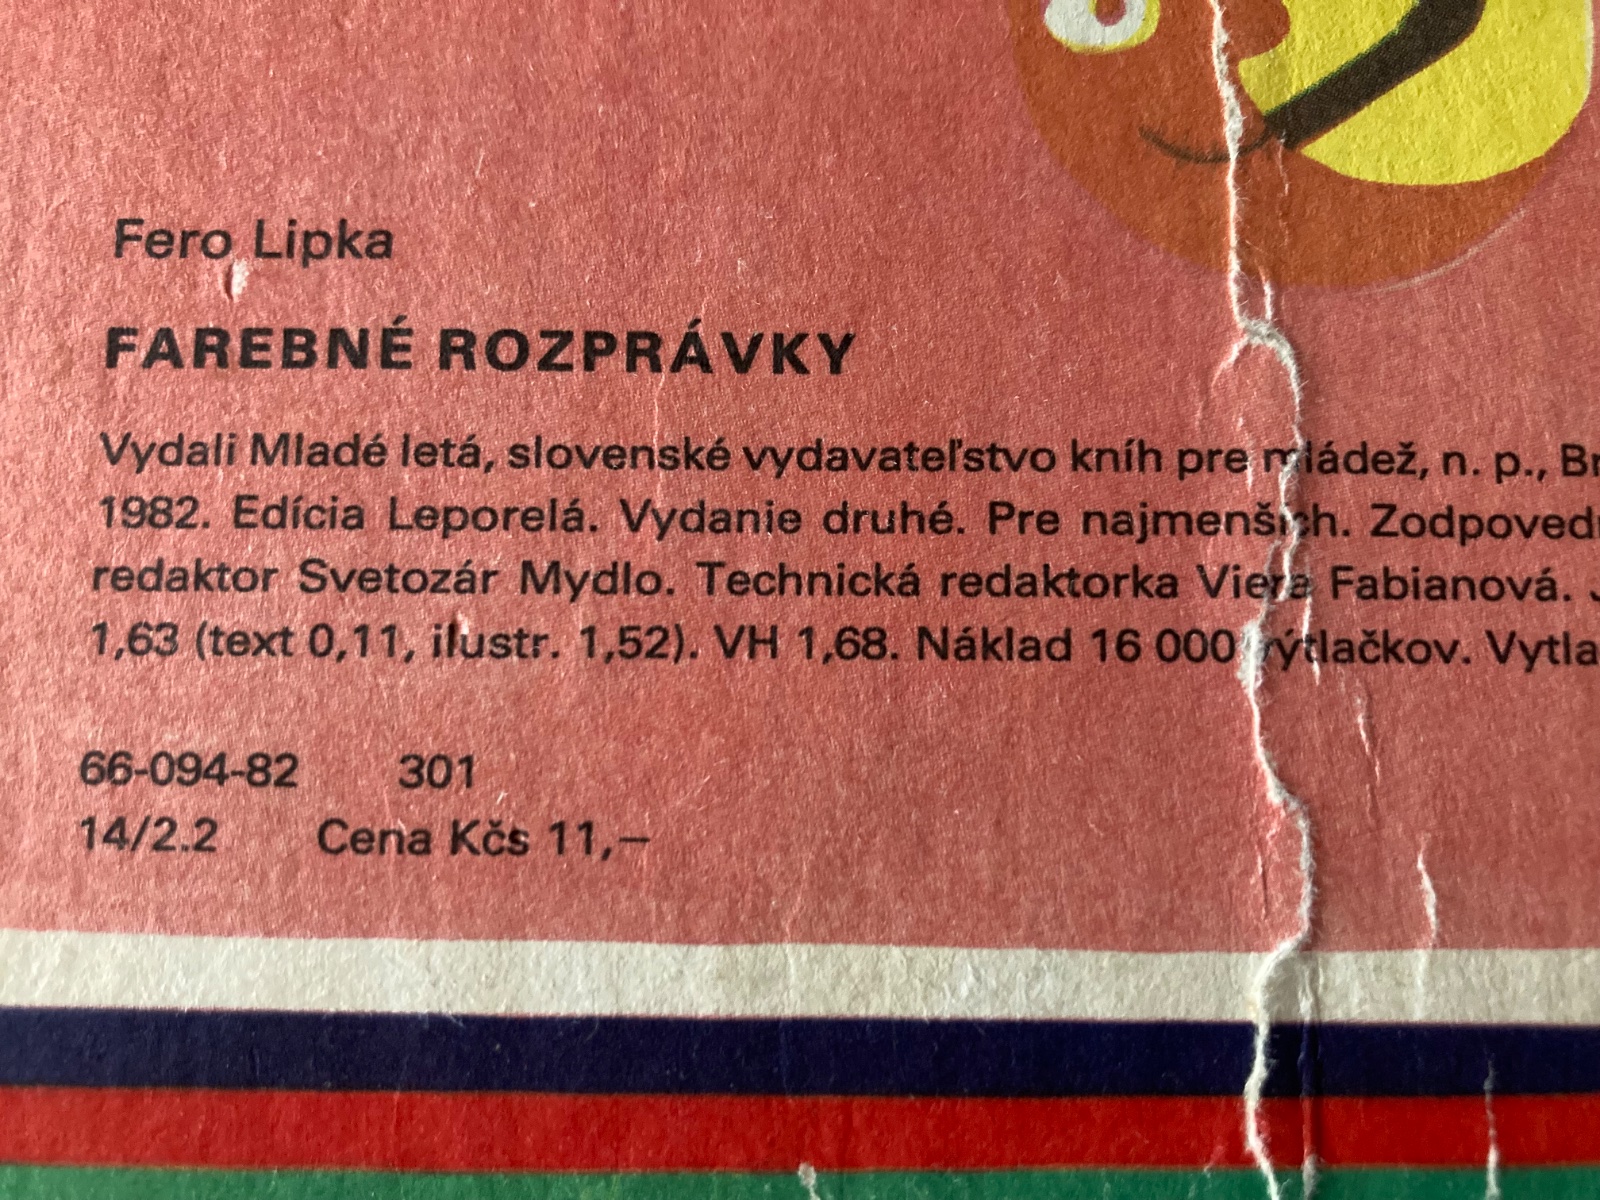 Fero Lipka
FAREBNÉ ROZPRÁVKY
Vydali Mladé letá, slovenské vydavateľstvo kníh pre mládež, n. p.,
1982. Edícia Leporelá. Vydanie druhé. Pre najmenších.
redaktor Svetozár Mydlo. Technická redaktorka Viera Fabianová.
1,63 (text 0,11, ilustr. 1,52). VH 1,68. Náklad 16 000 výtlačkov.
66-094-82 301
14/2.2 Cena Kčs 11,—